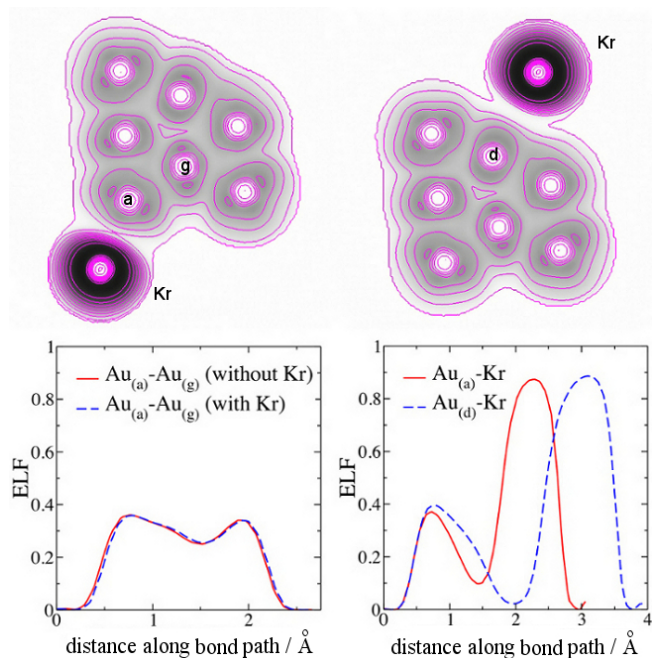 Kr
g
a
Kr
Kr
d
1
0.8
0.6
0.4
0.2
0
ELF
Au(a)-Au(g) (without Kr)
Au(a)-Au(g) (with Kr)
0 1 2
distance along bond path / Å
1
0.8
0.6
0.4
0.2
0
ELF
Au(a)-Kr
Au(d)-Kr
0 1 2 3 4
distance along bond path / Å